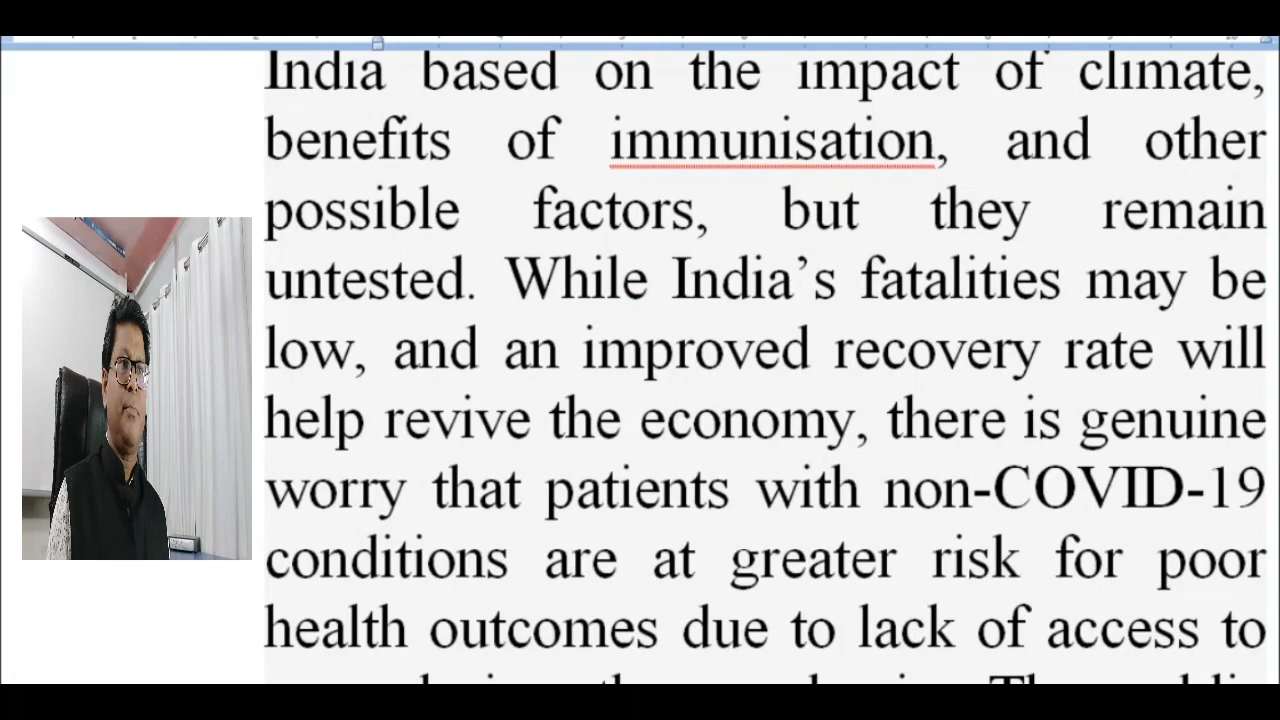 India based on the impact of climate,
benefits of immunisation, and other
possible factors, but they remain
untested. While India’s fatalities may be
low, and an improved recovery rate will
help revive the economy, there is genuine
worry that patients with non-COVID-19
conditions are at greater risk for poor
health outcomes due to lack of access to